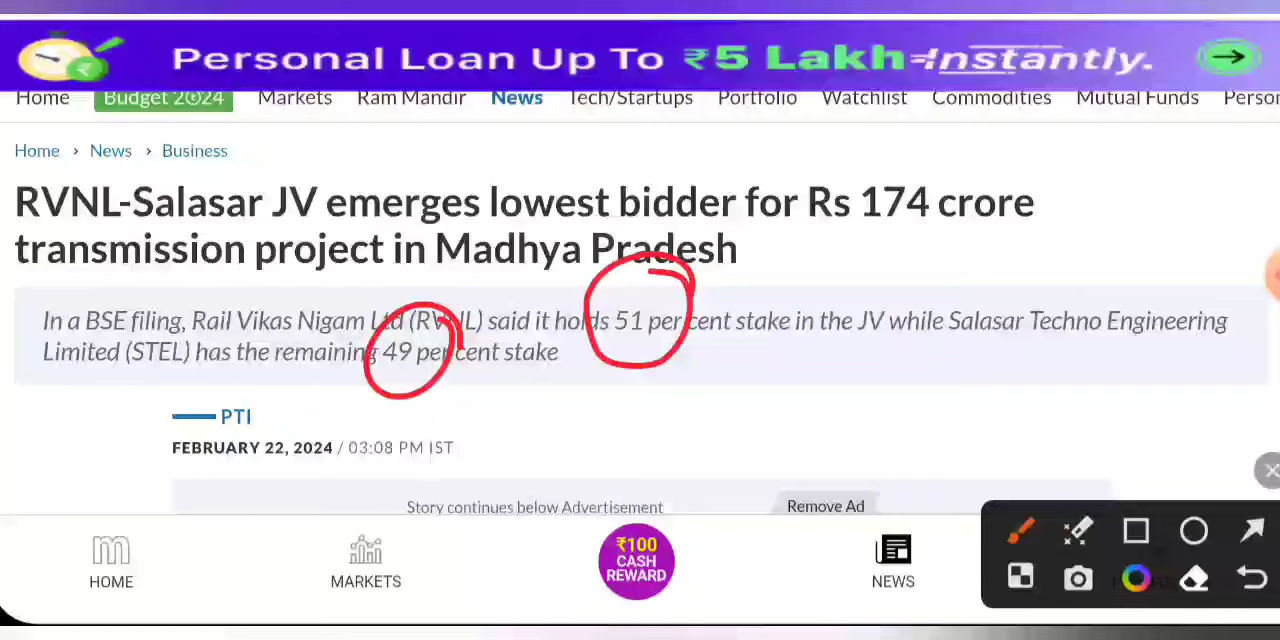 Personal Loan Up To ₹5 Lakh Instantly.
Home Budget 2024 Markets Ram Mandir News Tech/Startups Portfolio Watchlist Commodities Mutual Funds
Home › News › Business
RVNL-Salasar JV emerges lowest bidder for Rs 174 crore
transmission project in Madhya Pradesh
In a BSE filing, Rail Vikas Nigam Ltd (RVNL) said it holds 51 per cent stake in the JV while Salasar Techno Engineering
Limited (STEL) has the remaining 49 per cent stake
PTI
FEBRUARY 22, 2024 / 03:08 PM IST
Story continues below Advertisement
Remove Ad
₹100
CASH
REWARD
HOME MARKETS NEWS